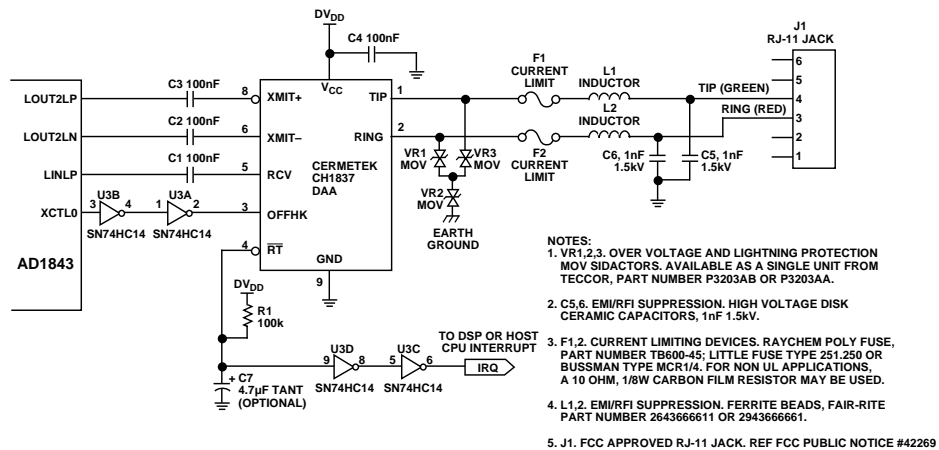 DVDD
C4 100nF
J1
RJ-11 JACK
C3 100nF
F1
CURRENT
LIMIT
L1
INDUCTOR
6
5
4
3
2
1
TIP (GREEN)
RING (RED)
VCC
LOUT2LP
8
XMIT+
TIP
1
C2 100nF
L2
INDUCTOR
LOUT2LN
6
XMIT–
RING
2
C1 100nF
VR1
MOV
VR3
MOV
F2
CURRENT
LIMIT
C6, 1nF
1.5kV
C5, 1nF
1.5kV
LINLP
5
RCV
CERMETEK
CH1837
DAA
U3B
U3A
VR2
MOV
XCTL0
3
4
1
2
3
OFFHK
SN74HC14
SN74HC14
EARTH
GROUND
4
RT
AD1843
GND
9
DVDD
R1
100k
TO DSP OR HOST
CPU INTERRUPT
U3D
U3C
9
8
5
6
IRQ
SN74HC14
SN74HC14
+
C7
4.7µF TANT
(OPTIONAL)
NOTES:
1. VR1,2,3. OVER VOLTAGE AND LIGHTNING PROTECTION
MOV SIDACTORS. AVAILABLE AS A SINGLE UNIT FROM
TECCOR, PART NUMBER P3203AB OR P3203AA.
2. C5,6. EMI/RFI SUPPRESSION. HIGH VOLTAGE DISK
CERAMIC CAPACITORS, 1nF 1.5kV.
3. F1,2. CURRENT LIMITING DEVICES. RAYCHEM POLY FUSE,
PART NUMBER TB600-45; LITTLE FUSE TYPE 251.250 OR
BUSSMAN TYPE MCR1/4. FOR NON UL APPLICATIONS,
A 10 OHM, 1/8W CARBON FILM RESISTOR MAY BE USED.
4. L1,2. EMI/RFI SUPPRESSION. FERRITE BEADS, FAIR-RITE
PART NUMBER 2643666611 OR 2943666661.
5. J1. FCC APPROVED RJ-11 JACK. REF FCC PUBLIC NOTICE #42269